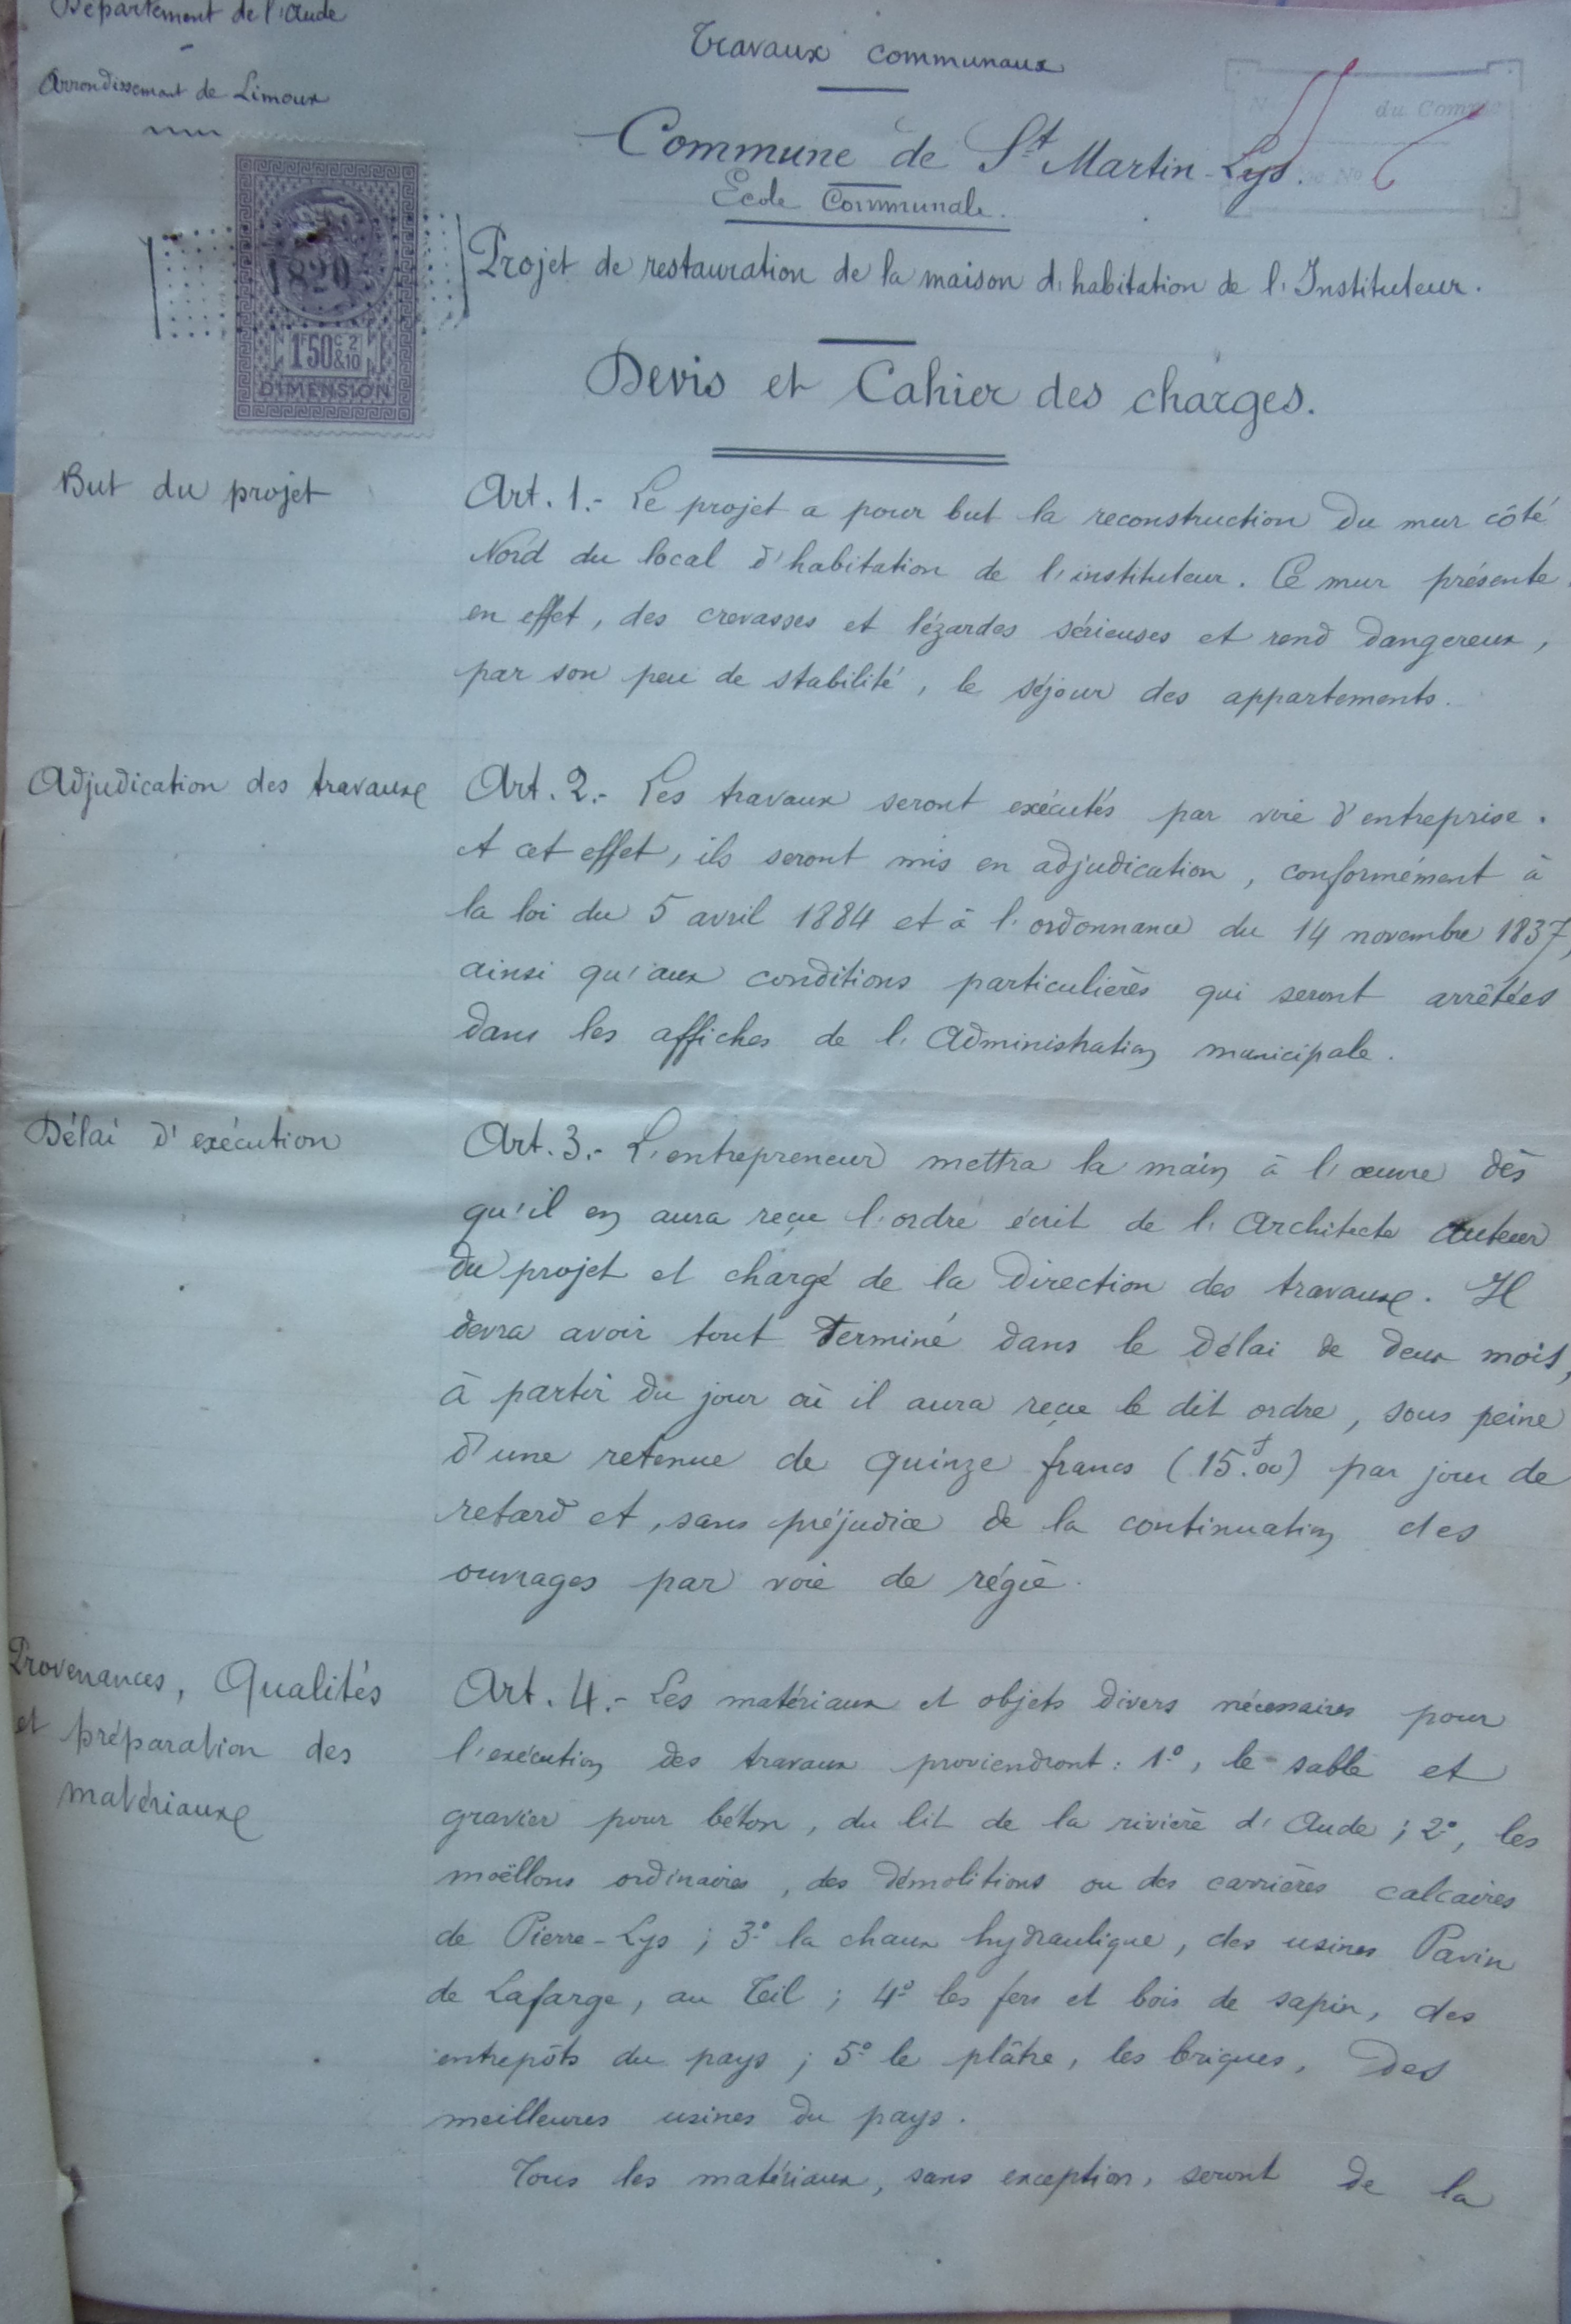 Département de l'Aude
Arrondissement de Limoux
Travaux communaux
Commune de St Martin-Lys.
École Communale.
Projet de restauration de la maison d'habitation de l'Instituteur.
Devis et Cahier des charges.
du Compte
1820
1F50c 2 &10
DIMENSION
But du projet
Art. 1.- Le projet a pour but la reconstruction du mur côté
Nord du local d'habitation de l'instituteur. Ce mur présente
en effet, des crevasses et lézardes sérieuses et rend dangereux,
par son peu de stabilité, le séjour des appartements.
Adjudication des travaux
Art. 2.- Les travaux seront exécutés par voie d'entreprise.
A cet effet, ils seront mis en adjudication, conformément à
la loi du 5 avril 1884 et à l'ordonnance du 14 novembre 1837,
ainsi qu'aux conditions particulières qui seront arrêtées
dans les affiches de l'Administration municipale.
Délai d'exécution
Art. 3.- L'entrepreneur mettra la main à l'œuvre dès
qu'il en aura reçu l'ordre écrit de l'Architecte auteur
du projet et chargé de la Direction des travaux. Il
devra avoir tout terminé dans le délai de deux mois,
à partir du jour où il aura reçu le dit ordre, sous peine
d'une retenue de quinze francs (15.f00) par jour de
retard et, sans préjudice de la continuation des
ouvrages par voie de régie.
Provenances, Qualités
et préparation des
matériaux
Art. 4.- Les matériaux et objets divers nécessaires pour
l'exécution des travaux proviendront : 1º, le sable et
gravier pour béton, du lit de la rivière d'Aude ; 2º, les
moëllons ordinaires, des démolitions ou des carrières calcaires
de Pierre-Lys ; 3º la chaux hydraulique, des usines Pavin
de Lafarge, au Teil ; 4º les fers et bois de sapin, des
entrepôts du pays ; 5º le plâtre, les briques, des
meilleures usines du pays.
Tous les matériaux, sans exception, seront de la